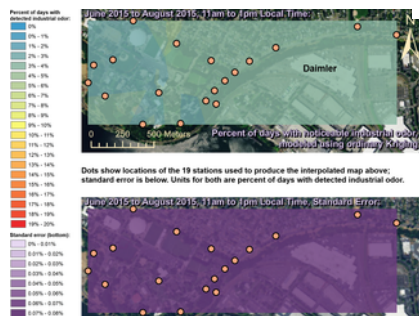 Percent of days with
detected industrial odor:
0%
0% - 1%
1% - 2%
2% - 3%
3% - 4%
4% - 5%
5% - 6%
6% - 7%
7% - 8%
8% - 9%
9% - 10%
10% - 11%
11% - 12%
12% - 13%
13% - 14%
14% - 15%
15% - 16%
16% - 17%
17% - 18%
18% - 19%
19% - 20%
Standard error (bottom):
0% - 0.01%
0.01% - 0.02%
0.02% - 0.03%
0.03% - 0.04%
0.04% - 0.05%
0.05% - 0.06%
0.06% - 0.07%
0.07% - 0.08%
June 2015 to August 2015, 11am to 1pm Local Time:
N
Daimler
0 250 500 Meters
Percent of days with noticeable industrial odor,
modeled using ordinary Kriging
Dots show locations of the 19 stations used to produce the interpolated map above;
standard error is below. Units for both are percent of days with detected industrial odor.
June 2015 to August 2015, 11am to 1pm Local Time, Standard Error: